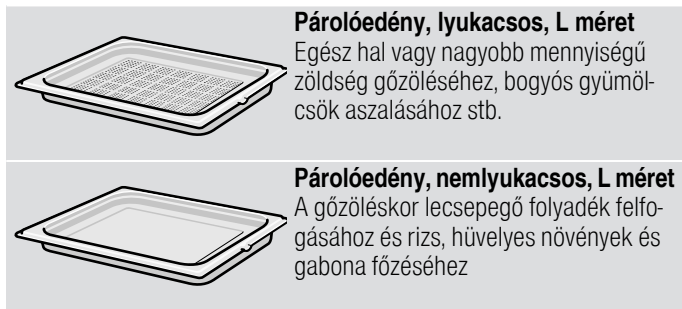 Párolóedény, lyukacsos, L méret
Egész hal vagy nagyobb mennyiségű
zöldség gőzöléséhez, bogyós gyümöl-
csök aszalásához stb.
Párolóedény, nemlyukacsos, L méret
A gőzöléskor lecsepegő folyadék felfo-
gásához és rizs, hüvelyes növények és
gabona főzéséhez